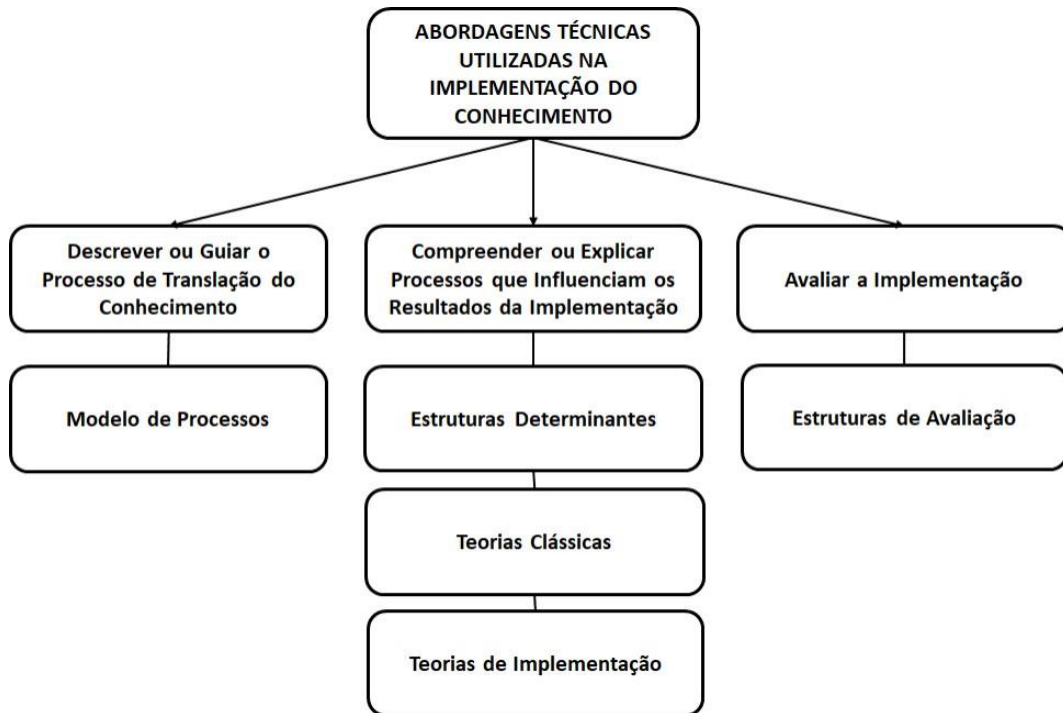 ABORDAGENS TÉCNICAS
UTILIZADAS NA
IMPLEMENTAÇÃO DO
CONHECIMENTO
Descrever ou Guiar o
Processo de Translação do
Conhecimento
Compreender ou Explicar
Processos que Influenciam os
Resultados da Implementação
Avaliar a Implementação
Modelo de Processos
Estruturas Determinantes
Estruturas de Avaliação
Teorias Clássicas
Teorias de Implementação